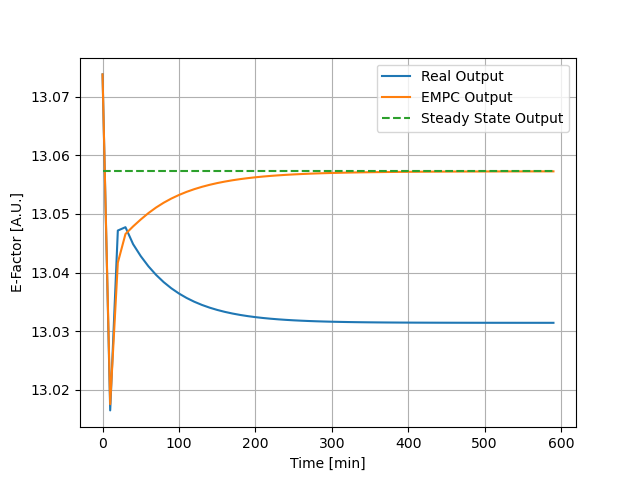 Real Output
EMPC Output
Steady State Output
E-Factor [A.U.]
13.07
13.06
13.05
13.04
13.03
13.02
0 100 200 300 400 500 600
Time [min]